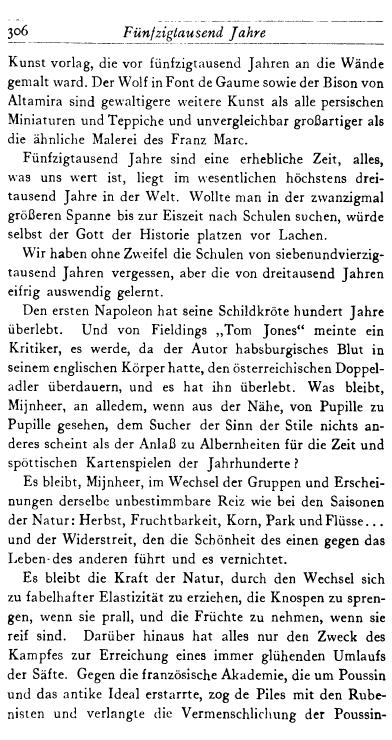 306 Fünfzigtausend Jahre
Kunst vorlag, die vor fünfzigtausend Jahren an die Wände
gemalt ward. Der Wolf in Font de Gaume sowie der Bison von
Altamira sind gewaltigere weitere Kunst als alle persischen
Miniaturen und Teppiche und unvergleichbar großartiger als
die ähnliche Malerei des Franz Marc.
Fünfzigtausend Jahre sind eine erhebliche Zeit, alles,
was uns wert ist, liegt im wesentlichen höchstens drei-
tausend Jahre in der Welt. Wollte man in der zwanzigmal
größeren Spanne bis zur Eiszeit nach Schulen suchen, würde
selbst der Gott der Historie platzen vor Lachen.
Wir haben ohne Zweifel die Schulen von siebenundvierzig-
tausend Jahren vergessen, aber die von dreitausend Jahren
eifrig auswendig gelernt.
Den ersten Napoleon hat seine Schildkröte hundert Jahre
überlebt. Und von Fieldings „Tom Jones“ meinte ein
Kritiker, es werde, da der Autor habsburgisches Blut in
seinem englischen Körper hatte, den österreichischen Doppel-
adler überdauern, und es hat ihn überlebt. Was bleibt,
Mijnheer, an alledem, wenn aus der Nähe, von Pupille zu
Pupille gesehen, dem Sucher der Sinn der Stile nichts an-
deres scheint als der Anlaß zu Albernheiten für die Zeit und
spöttischen Kartenspielen der Jahrhunderte?
Es bleibt, Mijnheer, im Wechsel der Gruppen und Erschei-
nungen derselbe unbestimmbare Reiz wie bei den Saisonen
der Natur: Herbst, Fruchtbarkeit, Korn, Park und Flüsse...
und der Widerstreit, den die Schönheit des einen gegen das
Leben des anderen führt und es vernichtet.
Es bleibt die Kraft der Natur, durch den Wechsel sich
zu fabelhafter Elastizität zu erziehen, die Knospen zu spren-
gen, wenn sie prall, und die Früchte zu nehmen, wenn sie
reif sind. Darüber hinaus hat alles nur den Zweck des
Kampfes zur Erreichung eines immer glühenden Umlaufs
der Säfte. Gegen die französische Akademie, die um Poussin
und das antike Ideal erstarrte, zog de Piles mit den Rube-
nisten und verlangte die Vermenschlichung der Poussin-